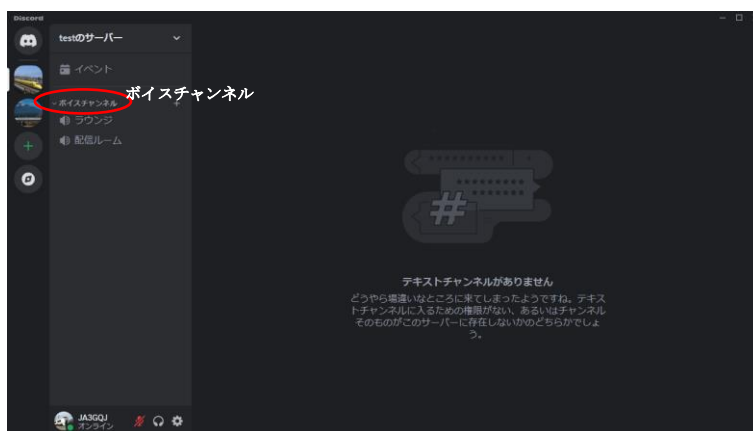 Discord
testのサーバー
イベント
ボイスチャンネル
ボイスチャンネル
ラウンジ
配信ルーム
テキストチャンネルがありません
どうやら場違いなところに来てしまったようですね。テキス
トチャンネルに入るための権限がない、あるいはチャンネル
そのものがこのサーバーに存在しないかのどちらかでしょ
う。
JA3GQJ
オンライン